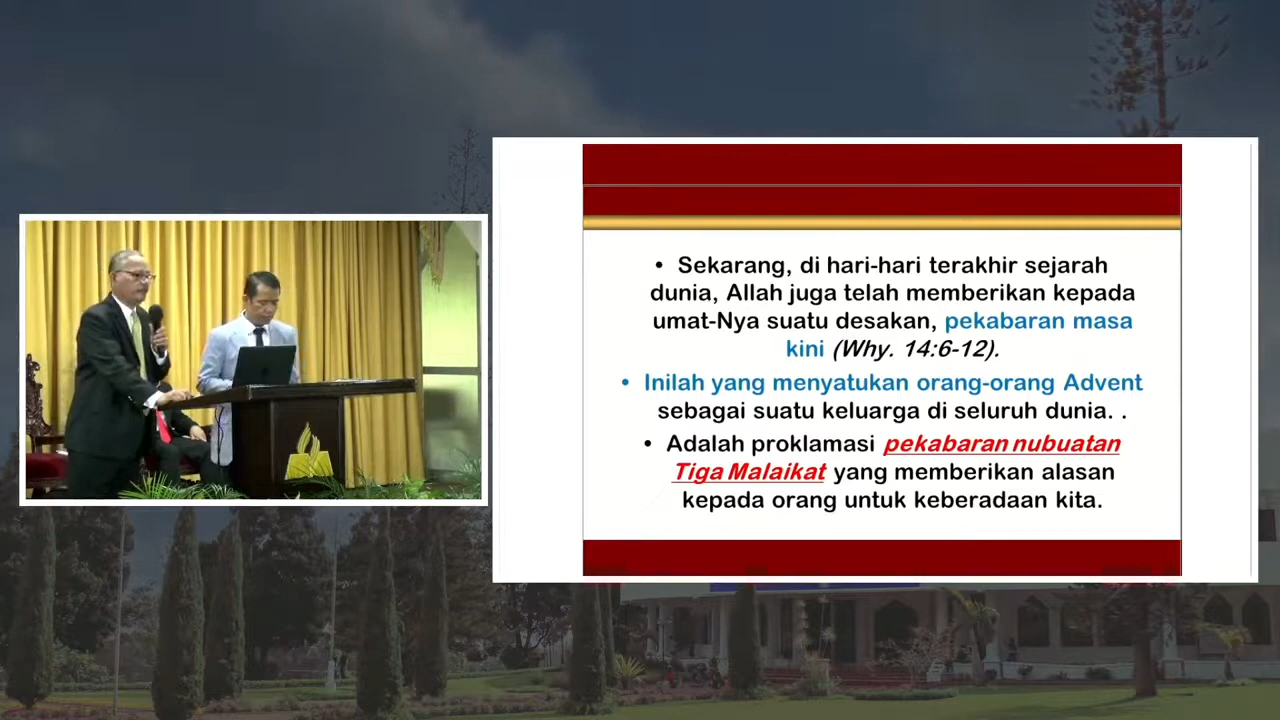 • Sekarang, di hari-hari terakhir sejarah
dunia, Allah juga telah memberikan kepada
umat-Nya suatu desakan, pekabaran masa
kini (Why. 14:6-12).
• Inilah yang menyatukan orang-orang Advent
sebagai suatu keluarga di seluruh dunia. .
• Adalah proklamasi pekabaran nubuatan
Tiga Malaikat yang memberikan alasan
kepada orang untuk keberadaan kita.